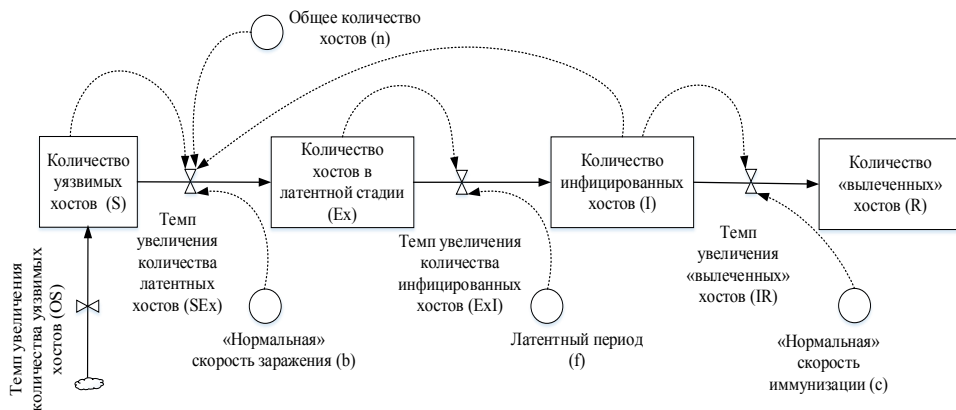 Общее количество
хостов (n)
Количество
уязвимых
хостов (S)
Количество
хостов в
латентной стадии
(Ex)
Количество
инфицированных
хостов (I)
Количество
«вылеченных»
хостов (R)
Темп
увеличения
количества
латентных
хостов (SEx)
Темп увеличения
количества
инфицированных
хостов (ExI)
Темп
увеличения
«вылеченных»
хостов (IR)
Темп увеличения
количества уязвимых
хостов (OS)
«Нормальная»
скорость заражения (b)
Латентный период
(f)
«Нормальная»
скорость
иммунизации (c)